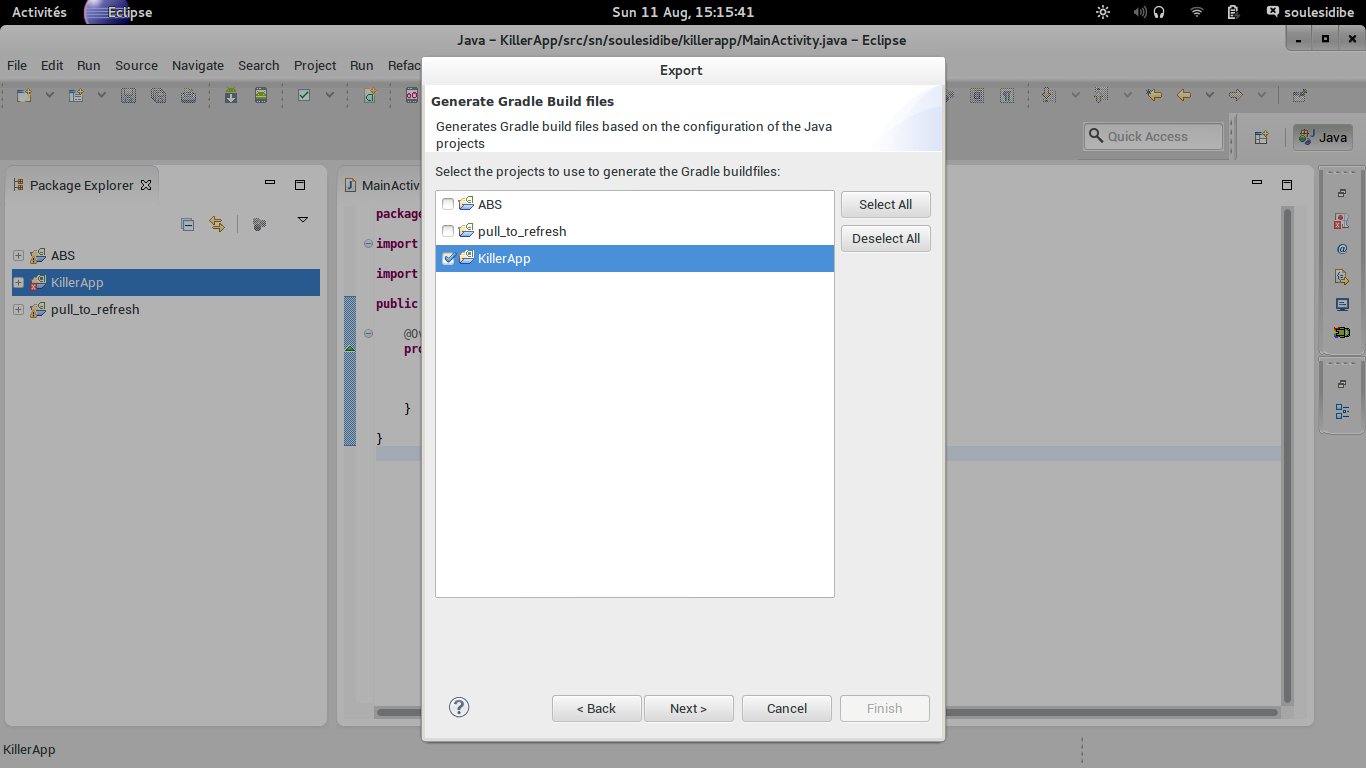 Activités
Eclipse
Sun 11 Aug, 15:15:41
soulesidibe
Java – KillerApp/src/sn/soulesidibe/killerapp/MainActivity.java – Eclipse
File Edit Run Source Navigate Search Project Run Refac
Quick Access
Java
Package Explorer
ABS
KillerApp
pull_to_refresh
MainActiv
package
import
import
public
@Ov
pro
}
}
Export
Generate Gradle Build files
Generates Gradle build files based on the configuration of the Java
projects
Select the projects to use to generate the Gradle buildfiles:
ABS
pull_to_refresh
KillerApp
Select All
Deselect All
?
< Back
Next >
Cancel
Finish
KillerApp